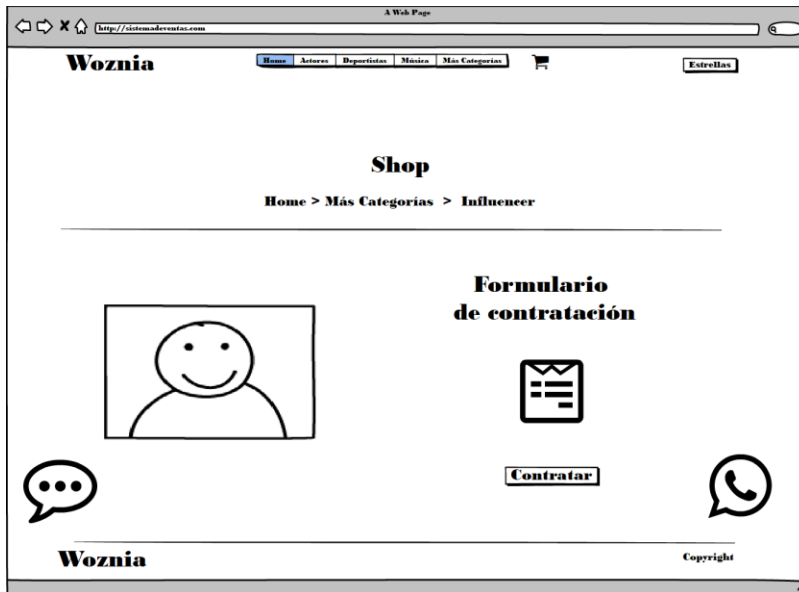 A Web Page
http://sistemadeventas.com
Woznia
Home Actores Deportistas Música Más Categorías
Estrellas
Shop
Home > Más Categorías > Influencer
Formulario
de contratación
Contratar
Woznia
Copyright